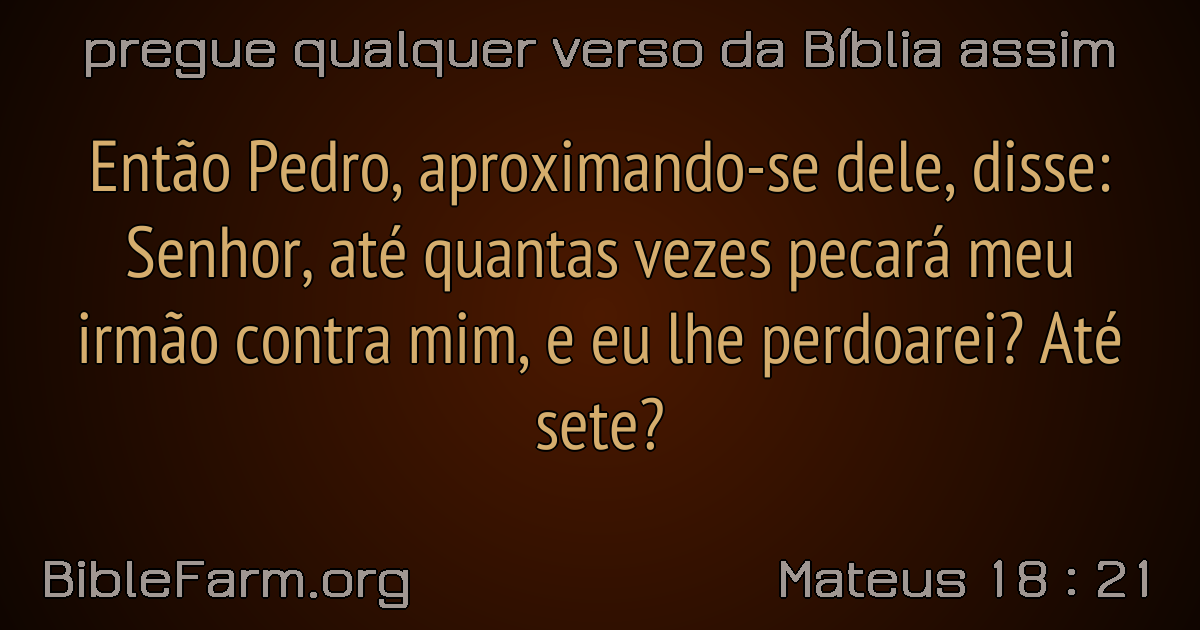 pregue qualquer verso da Bíblia assim
Então Pedro, aproximando-se dele, disse:
Senhor, até quantas vezes pecará meu
irmão contra mim, e eu lhe perdoarei? Até
sete?
BibleFarm.org
Mateus 18 : 21